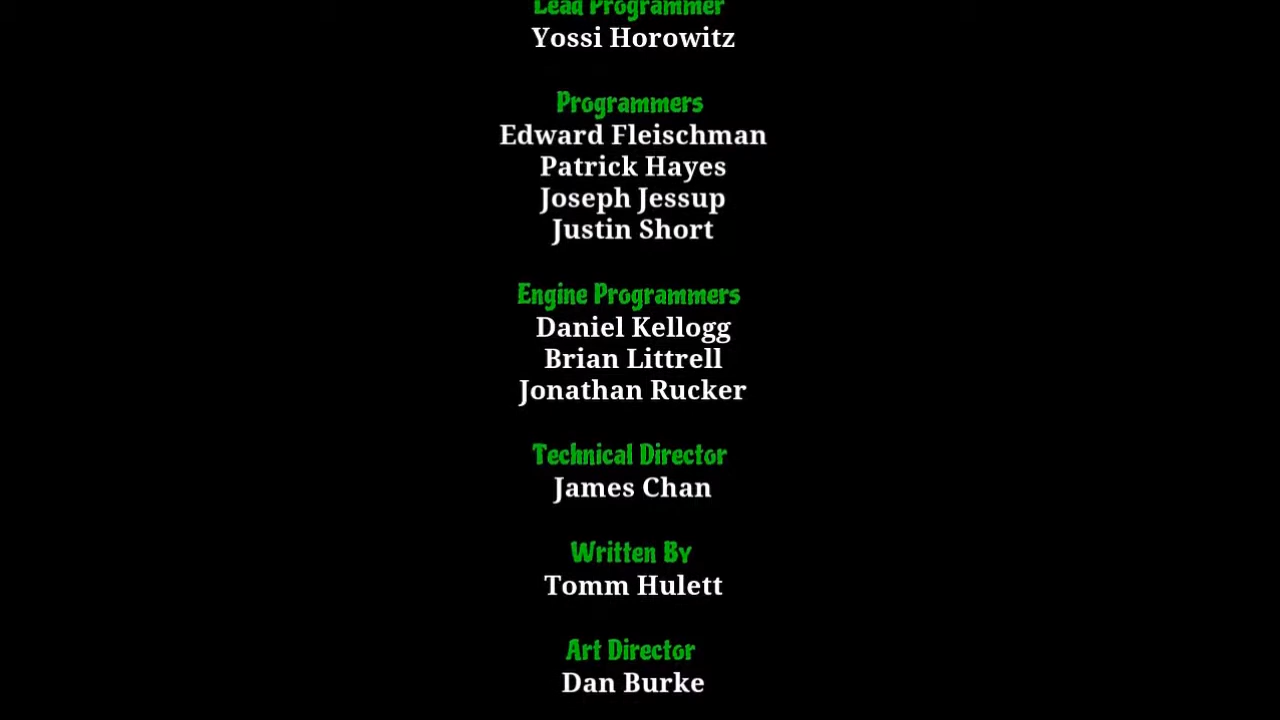 Lead Programmer
Yossi Horowitz
Programmers
Edward Fleischman
Patrick Hayes
Joseph Jessup
Justin Short
Engine Programmers
Daniel Kellogg
Brian Littrell
Jonathan Rucker
Technical Director
James Chan
Written By
Tomm Hulett
Art Director
Dan Burke